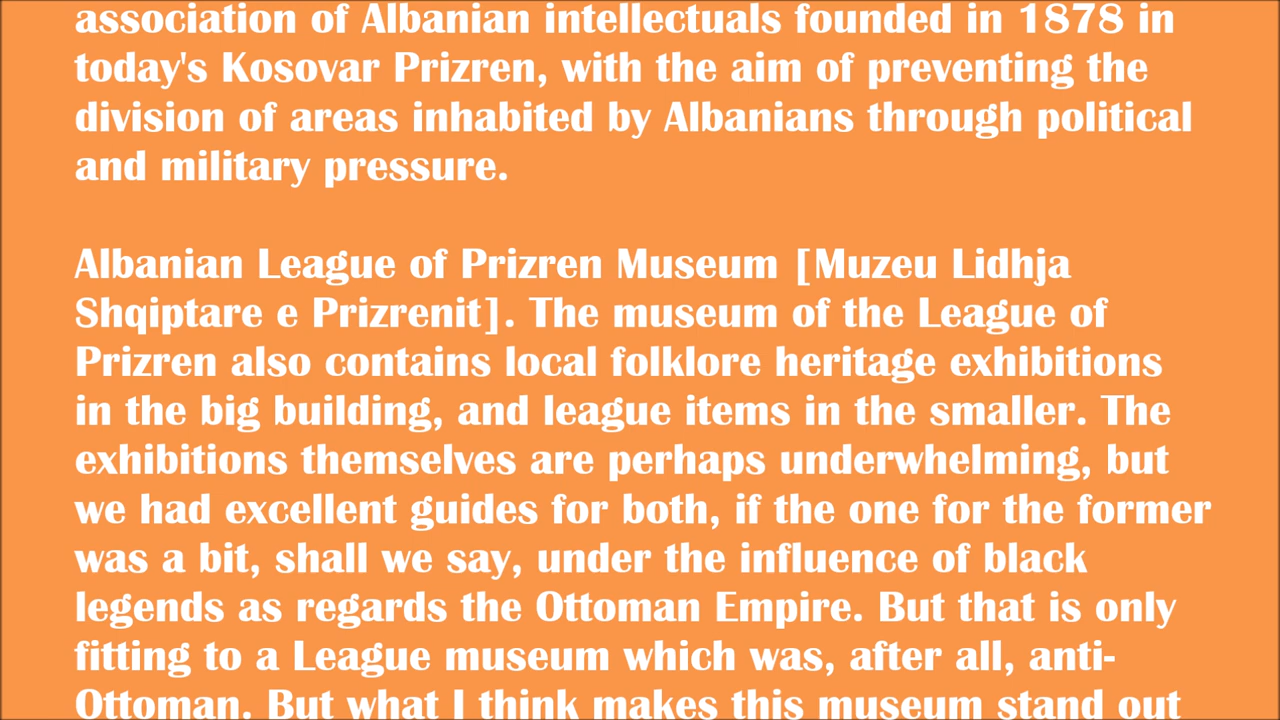 association of Albanian intellectuals founded in 1878 in
today's Kosovar Prizren, with the aim of preventing the
division of areas inhabited by Albanians through political
and military pressure.
Albanian League of Prizren Museum [Muzeu Lidhja
Shqiptare e Prizrenit]. The museum of the League of
Prizren also contains local folklore heritage exhibitions
in the big building, and league items in the smaller. The
exhibitions themselves are perhaps underwhelming, but
we had excellent guides for both, if the one for the former
was a bit, shall we say, under the influence of black
legends as regards the Ottoman Empire. But that is only
fitting to a League museum which was, after all, anti-
Ottoman. But what I think makes this museum stand out